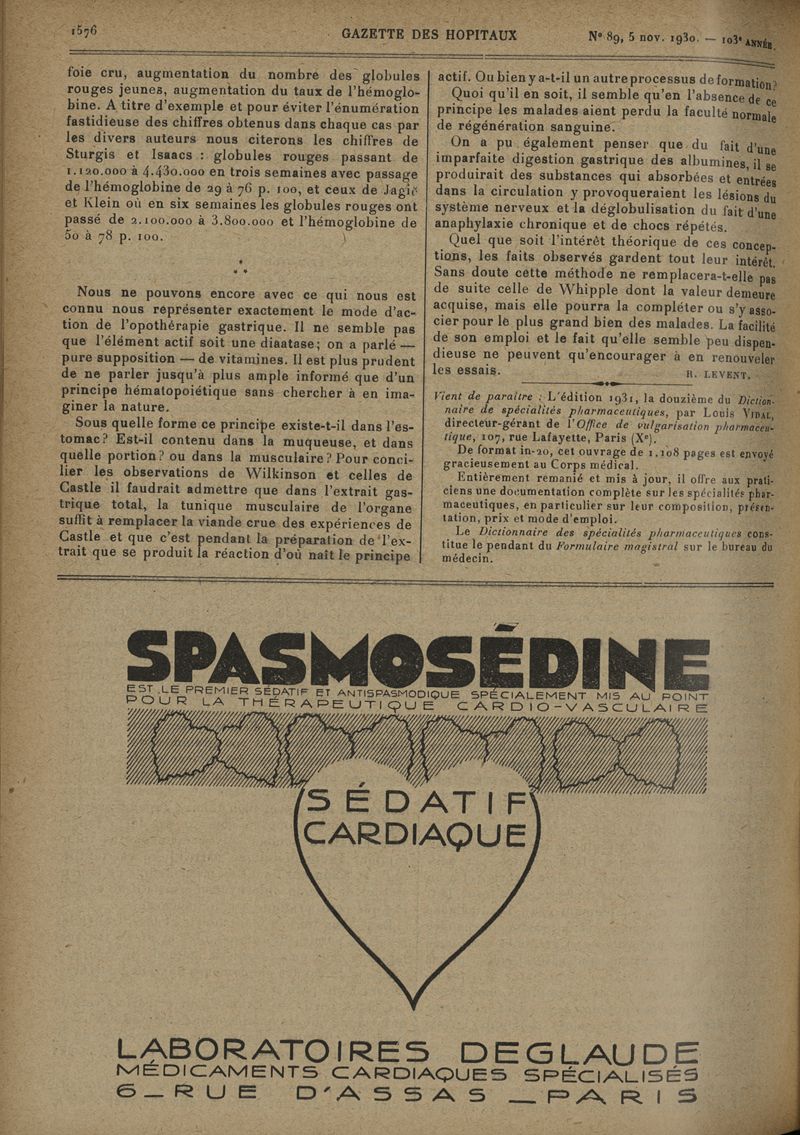 1576
GAZETTE DES HOPITAUX
N° 89, 5 nov. 1930. — 103e ANNÉE.
foie cru, augmentation du nombre des globules
rouges jeunes, augmentation du taux de l'hémoglo-
bine. A titre d'exemple et pour éviter l'énumération
fastidieuse des chiffres obtenus dans chaque cas par
les divers auteurs nous citerons les chiffres de
Sturgis et Isaacs : globules rouges passant de
1.120.000 à 4.430.000 en trois semaines avec passage
de l'hémoglobine de 29 à 76 p. 100, et ceux de Jagić
et Klein où en six semaines les globules rouges ont
passé de 2.100.000 à 3.800.000 et l'hémoglobine de
50 à 78 p. 100.
*
* *
Nous ne pouvons encore avec ce qui nous est
connu nous représenter exactement le mode d'ac-
tion de l'opothérapie gastrique. Il ne semble pas
que l'élément actif soit une diaatase; on a parlé —
pure supposition — de vitamines. Il est plus prudent
de ne parler jusqu'à plus ample informé que d'un
principe hématopoiétique sans chercher à en ima-
giner la nature.
Sous quelle forme ce principe existe-t-il dans l'es-
tomac? Est-il contenu dans la muqueuse, et dans
quelle portion? ou dans la musculaire? Pour conci-
lier les observations de Wilkinson et celles de
Castle il faudrait admettre que dans l'extrait gas-
trique total, la tunique musculaire de l'organe
suffit à remplacer la viande crue des expériences de
Castle et que c'est pendant la préparation de l'ex-
trait que se produit la réaction d'où naît le principe
actif. Ou bien y a-t-il un autre processus de formation?
Quoi qu'il en soit, il semble qu'en l'absence de ce
principe les malades aient perdu la faculté normale
de régénération sanguine.
On a pu également penser que du fait d'une
imparfaite digestion gastrique des albumines, il se
produirait des substances qui absorbées et entrées
dans la circulation y provoqueraient les lésions du
système nerveux et la déglobulisation du fait d'une
anaphylaxie chronique et de chocs répétés.
Quel que soit l'intérêt théorique de ces concep-
tions, les faits observés gardent tout leur intérêt.
Sans doute cette méthode ne remplacera-t-elle pas
de suite celle de Whipple dont la valeur demeure
acquise, mais elle pourra la compléter ou s'y asso-
cier pour le plus grand bien des malades. La facilité
de son emploi et le fait qu'elle semble peu dispen-
dieuse ne peuvent qu'encourager à en renouveler
les essais.
R. LEVENT.
Vient de paraître : L'édition 1931, la douzième du Diction-
naire de spécialités pharmaceutiques, par Louis VIDAL,
directeur-gérant de l'Office de vulgarisation pharmaceu-
tique, 107, rue Lafayette, Paris (Xe).
De format in-20, cet ouvrage de 1.108 pages est envoyé
gracieusement au Corps médical.
Entièrement remanié et mis à jour, il offre aux prati-
ciens une documentation complète sur les spécialités phar-
maceutiques, en particulier sur leur composition, présen-
tation, prix et mode d'emploi.
Le Dictionnaire des spécialités pharmaceutiques cons-
titue le pendant du Formulaire magistral sur le bureau du
médecin.
SPASMOSÉDINE
EST LE PREMIER SÉDATIF ET ANTISPASMODIQUE SPÉCIALEMENT MIS AU POINT
POUR LA THÉRAPEUTIQUE CARDIO-VASCULAIRE
SÉDATIF
CARDIAQUE
LABORATOIRES DEGLAUDE
MÉDICAMENTS CARDIAQUES SPÉCIALISÉS
6 _ RUE D'ASSAS _ PARIS